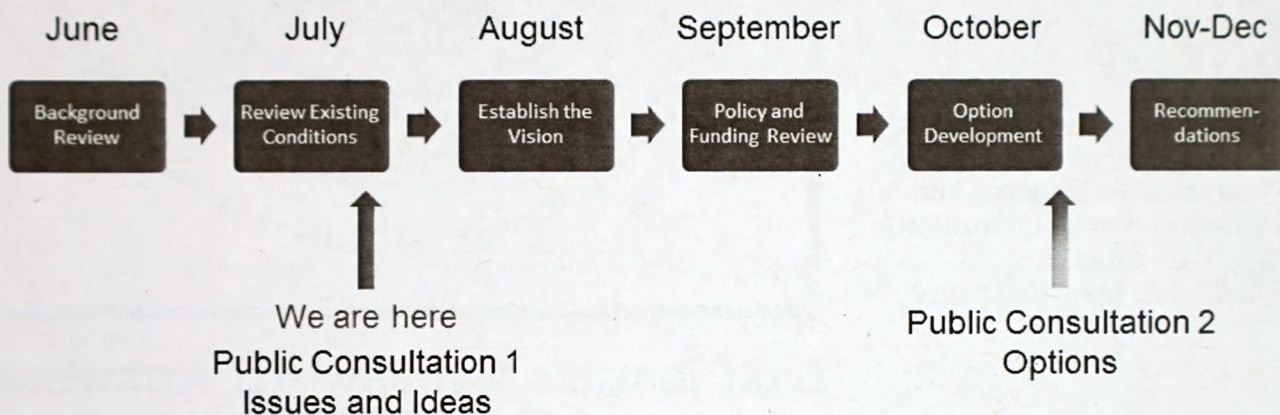 June July August September October Nov-Dec
Background
Review
Review Existing
Conditions
Establish the
Vision
Policy and
Funding Review
Option
Development
Recommen-
dations
We are here
Public Consultation 1
Issues and Ideas
Public Consultation 2
Options